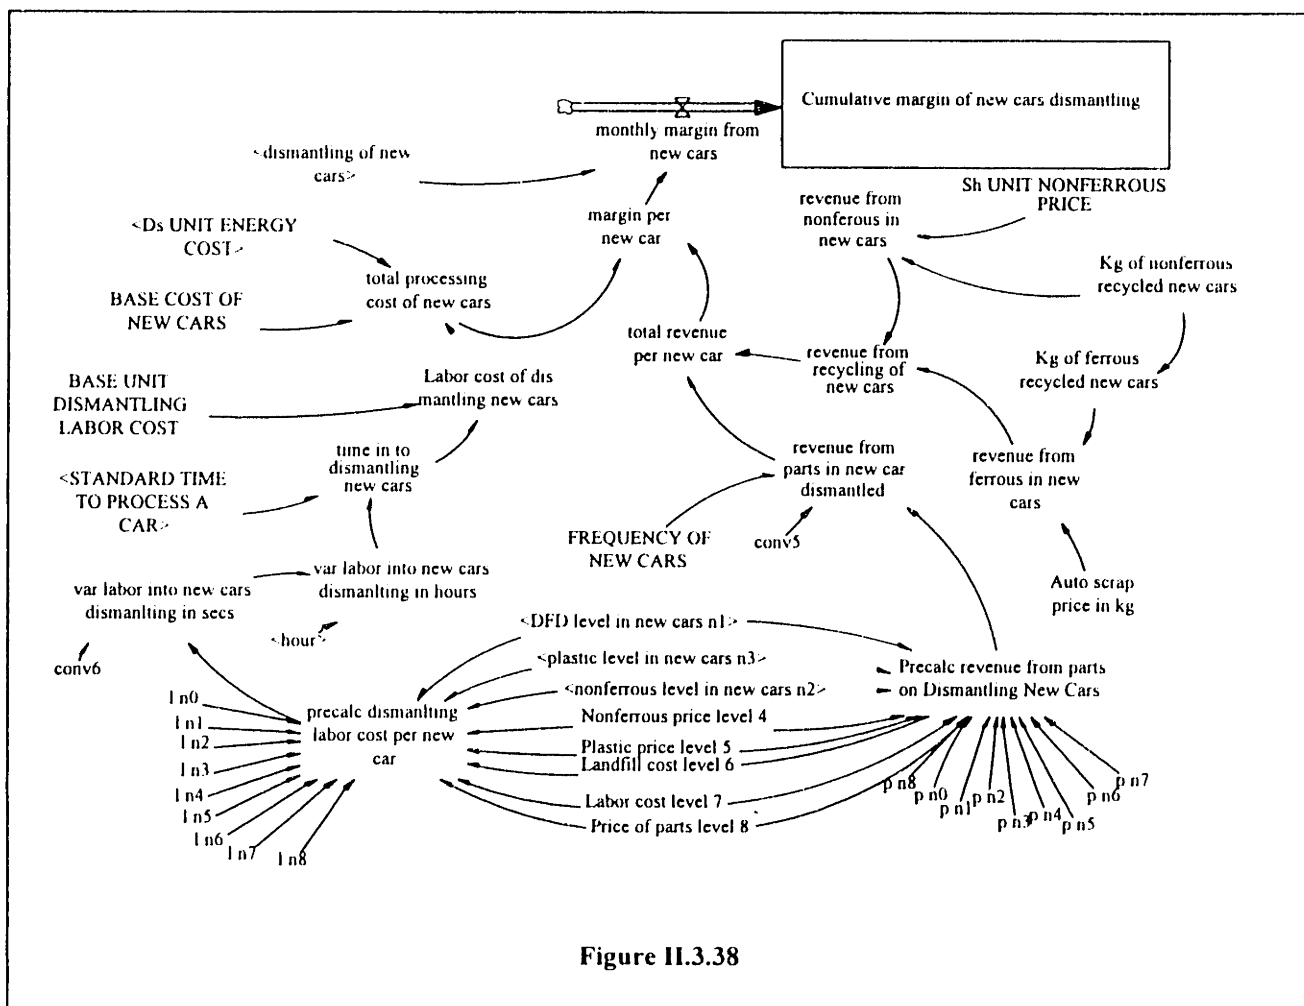 Cumulative margin of new cars dismantling
monthly margin from
new cars
<dismantling of new
cars>
Sh UNIT NONFERROUS
PRICE
margin per
new car
revenue from
nonferous in
new cars
<Ds UNIT ENERGY
COST>
total processing
cost of new cars
Kg of nonferrous
recycled new cars
BASE COST OF
NEW CARS
total revenue
per new car
revenue from
recycling of
new cars
Kg of ferrous
recycled new cars
BASE UNIT
DISMANTLING
LABOR COST
Labor cost of dis
mantling new cars
time in to
dismantling
new cars
revenue from
parts in new car
dismantled
revenue from
ferrous in new
cars
<STANDARD TIME
TO PROCESS A
CAR>
FREQUENCY OF
NEW CARS
conv5
var labor into new cars
dismanlting in secs
var labor into new cars
dismanlting in hours
Auto scrap
price in kg
<hour>
conv6
<DFD level in new cars n1>
<plastic level in new cars n3>
<nonferrous level in new cars n2>
Nonferrous price level 4
Plastic price level 5
Landfill cost level 6
Labor cost level 7
Price of parts level 8
Precalc revenue from parts
on Dismantling New Cars
precalc dismanlting
labor cost per new
car
l n0
l n1
l n2
l n3
l n4
l n5
l n6
l n7
l n8
p n8
p n0
p n1
p n2
p n3
p n4
p n5
p n6
p n7
Figure II.3.38